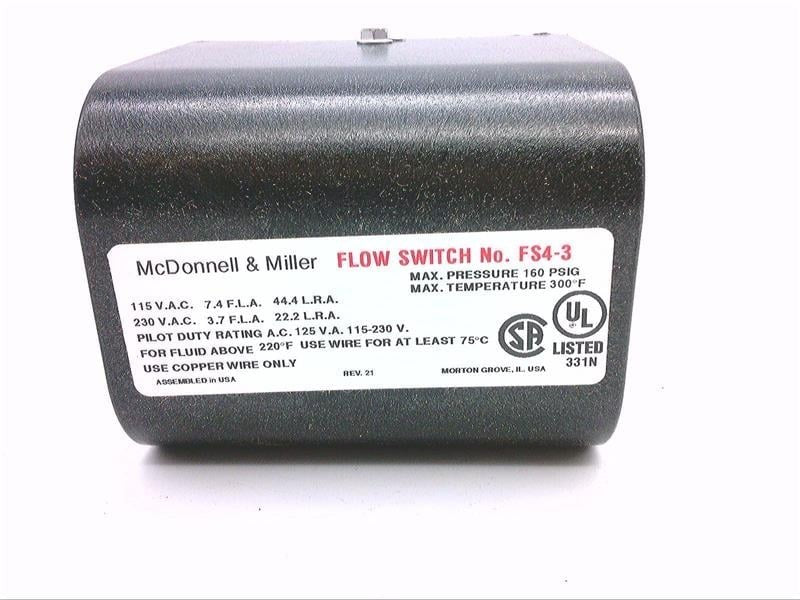 McDonnell & Miller FLOW SWITCH No. FS4-3
MAX. PRESSURE 160 PSIG
MAX. TEMPERATURE 300°F
115 V.A.C. 7.4 F.L.A. 44.4 L.R.A.
230 V.A.C. 3.7 F.L.A. 22.2 L.R.A.
PILOT DUTY RATING A.C. 125 V.A. 115-230 V.
FOR FLUID ABOVE 220°F USE WIRE FOR AT LEAST 75°C
USE COPPER WIRE ONLY
ASSEMBLED in USA
REV. 21
MORTON GROVE, IL. USA
SA
UL
LISTED
331N